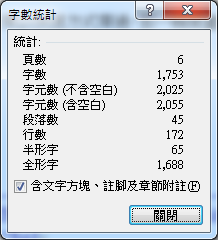 字數統計
統計:
頁數 6
字數 1,753
字元數 (不含空白) 2,025
字元數 (含空白) 2,055
段落數 45
行數 172
半形字 65
全形字 1,688
含文字方塊、註腳及章節附註(F)
關閉